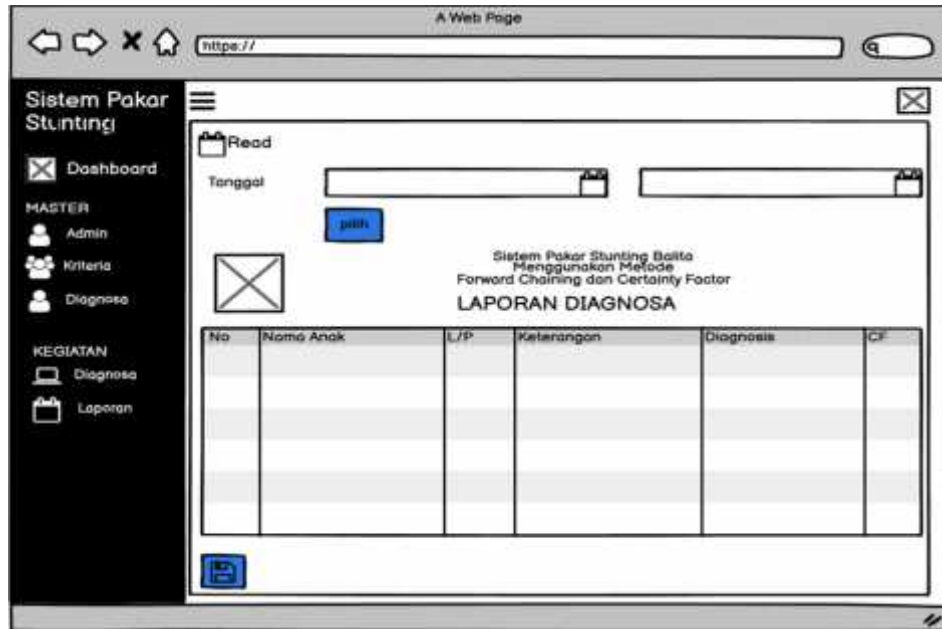 A Web Page
https://
Sistem Pakar
Stunting
Dashboard
MASTER
Admin
Kriteria
Diagnosa
KEGIATAN
Diagnosa
Laporan
Read
Tanggal
pilih
Sistem Pakar Stunting Balita
Menggunakan Metode
Forward Chaining dan Certainty Factor
LAPORAN DIAGNOSA
No Nama Anak L/P Keterangan Diagnosis CF